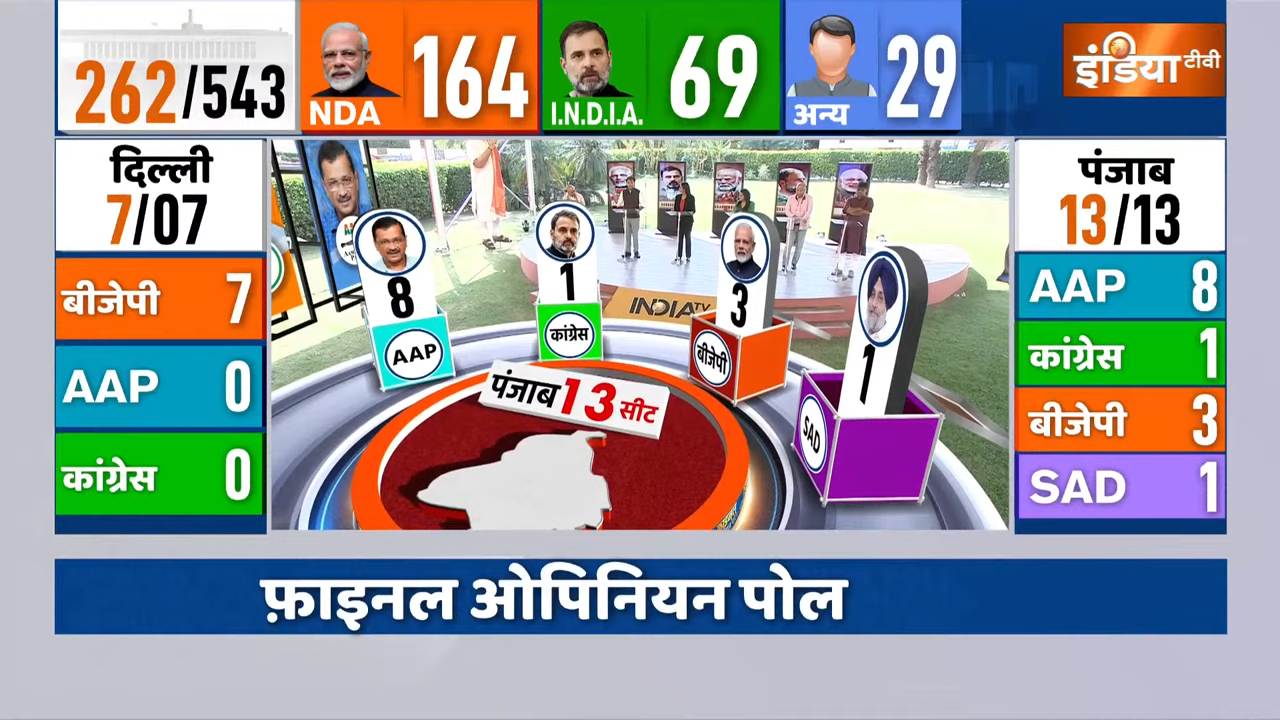 262/543
NDA
164
I.N.D.I.A.
69
अन्य
29
इंडिया टीवी
दिल्ली
7/07
बीजेपी 7
AAP 0
कांग्रेस 0
8
AAP
1
कांग्रेस
3
बीजेपी
1
SAD
INDIA TV
पंजाब 13 सीट
पंजाब
13/13
AAP 8
कांग्रेस 1
बीजेपी 3
SAD 1
फ़ाइनल ओपिनियन पोल